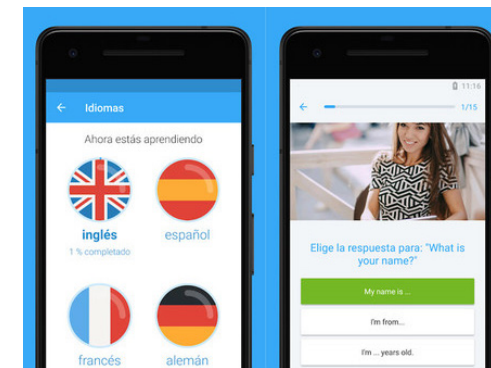 Idiomas
Ahora estás aprendiendo
inglés
español
1 % completado
francés
alemán
11:16
1/15
Elige la respuesta para: "What is
your name?"
My name is ...
I'm from...
I'm ... years old.